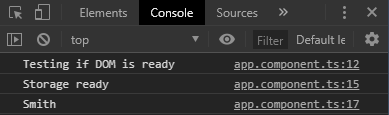 Elements Console Sources »
top Filter Default le
Testing if DOM is ready app.component.ts:12
Storage ready app.component.ts:15
Smith app.component.ts:17